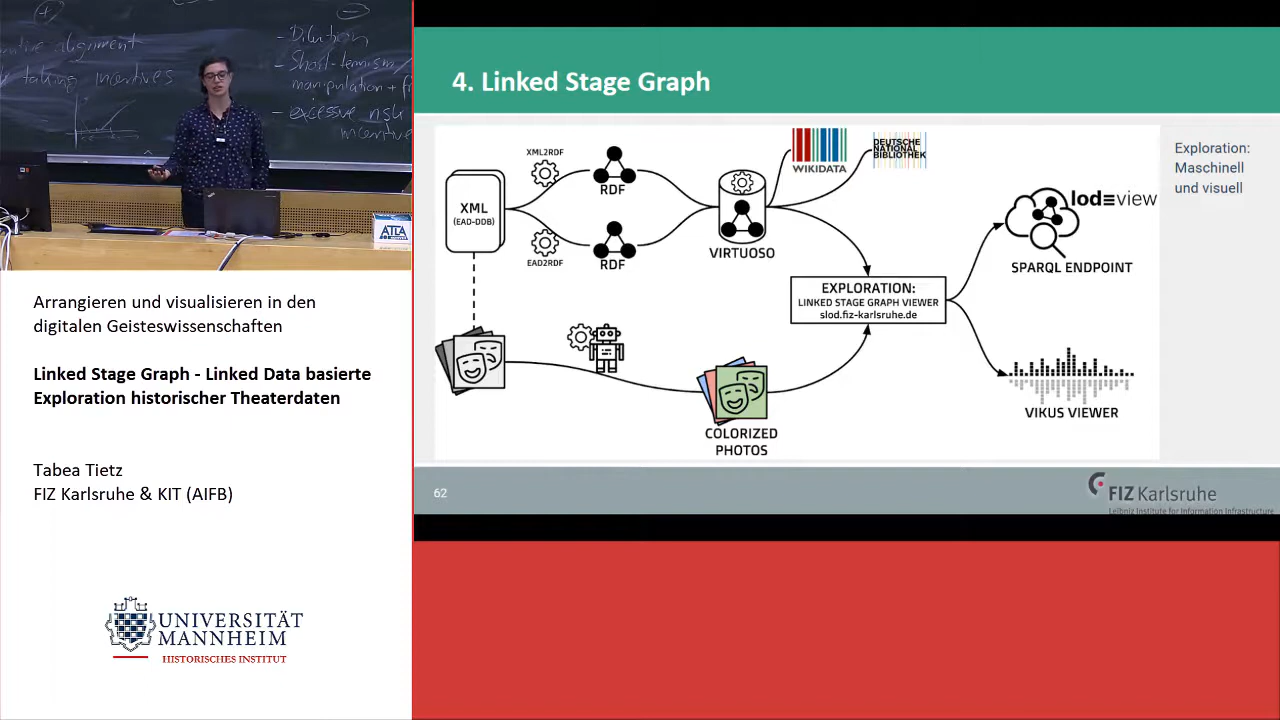 alignment
taking incentives
- Dilution
- Short-termism
manipulation +
- excessive risk
incentive
ATLA
Arrangieren und visualisieren in den
digitalen Geisteswissenschaften
Linked Stage Graph - Linked Data basierte
Exploration historischer Theaterdaten
Tabea Tietz
FIZ Karlsruhe & KIT (AIFB)
UNIVERSITÄT
MANNHEIM
HISTORISCHES INSTITUT
4. Linked Stage Graph
XML
(EAD-DDB)
XML2RDF
EAD2RDF
RDF
RDF
VIRTUOSO
WIKIDATA
DEUTSCHE
NATIONAL
BIBLIOTHEK
EXPLORATION:
LINKED STAGE GRAPH VIEWER
slod.fiz-karlsruhe.de
lodview
SPARQL ENDPOINT
VIKUS VIEWER
COLORIZED
PHOTOS
Exploration:
Maschinell
und visuell
62
FIZ Karlsruhe
Leibniz Institute for Information Infrastructure